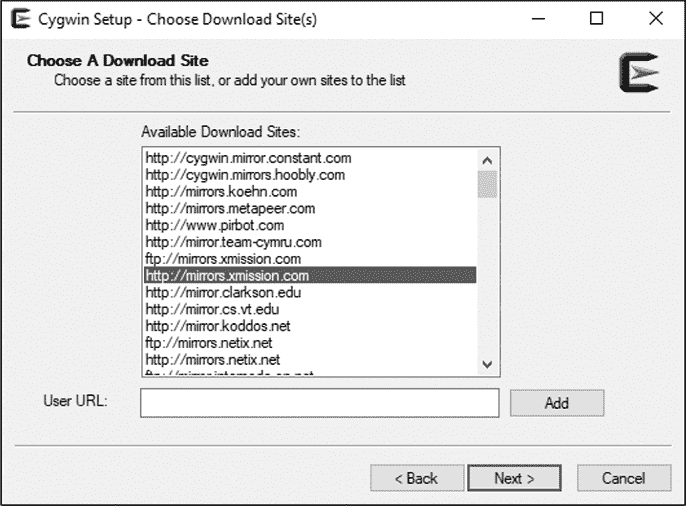 Cygwin Setup - Choose Download Site(s)
Choose A Download Site
Choose a site from this list, or add your own sites to the list
Available Download Sites:
http://cygwin.mirror.constant.com
http://cygwin.mirrors.hoobly.com
http://mirrors.koehn.com
http://mirrors.metapeer.com
http://www.pirbot.com
http://mirror.team-cymru.com
ftp://mirrors.xmission.com
http://mirrors.xmission.com
http://mirror.clarkson.edu
http://mirror.cs.vt.edu
http://mirror.koddos.net
ftp://mirrors.netix.net
http://mirrors.netix.net
User URL:
Add
< Back
Next >
Cancel